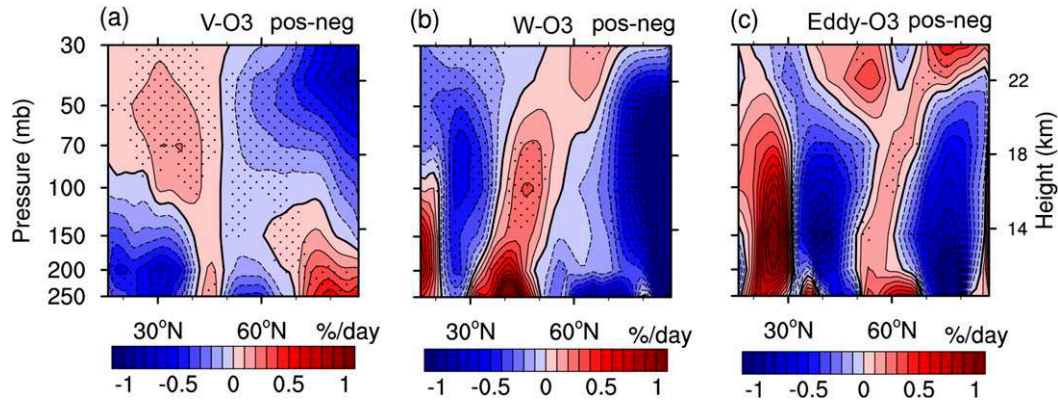 (a) V-O3 pos-neg (b) W-O3 pos-neg (c) Eddy-O3 pos-neg
30
50
70
100
150
200
250
Pressure (mb)
22
18
14
Height (km)
30°N 60°N %/day 30°N 60°N %/day 30°N 60°N %/day
-1 -0.5 0 0.5 1 -1 -0.5 0 0.5 1 -1 -0.5 0 0.5 1